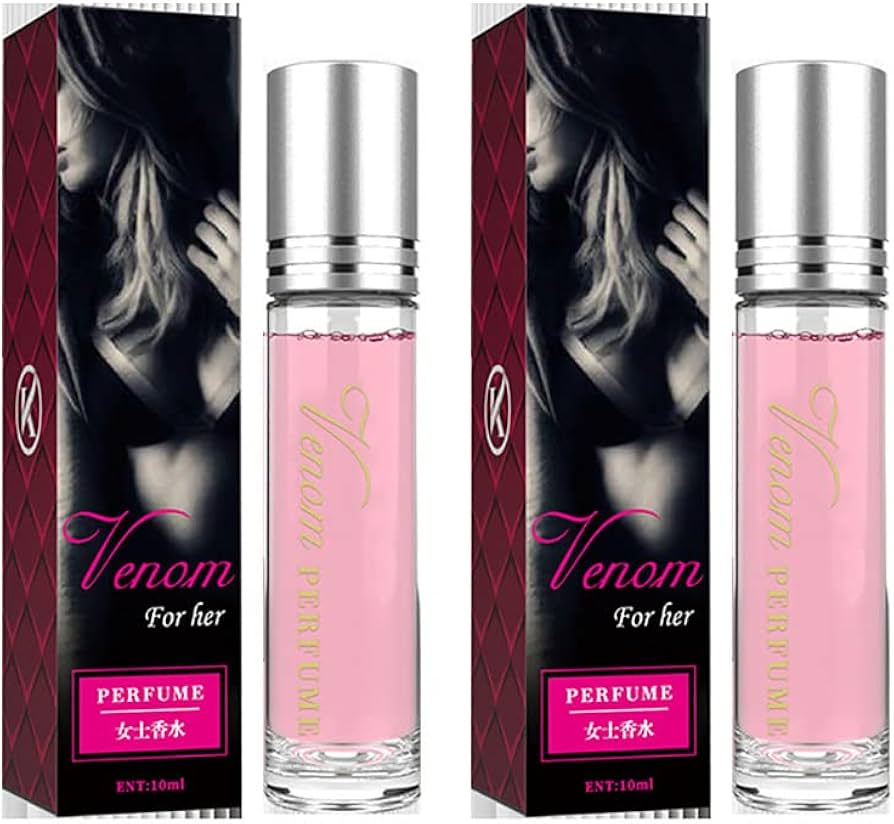 Venom
For her
PERFUME
女士香水
ENT:10ml
K
Venom PERFUME
Venom
For her
PERFUME
女士香水
ENT:10ml
K
Venom PERFUME